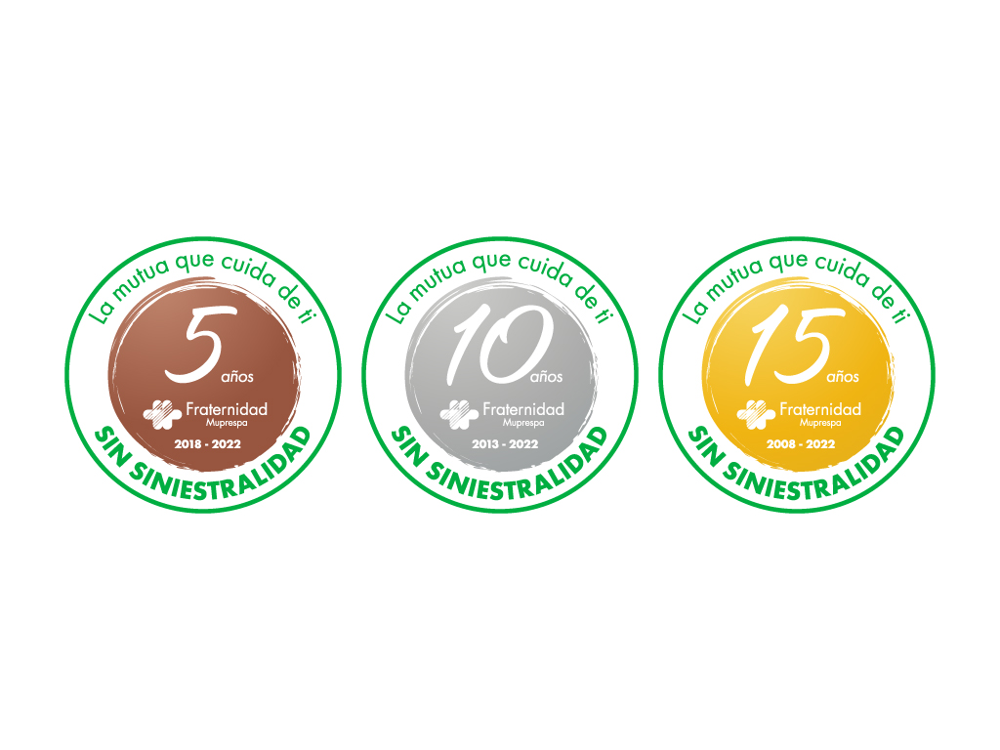 La mutua que cuida de ti
5 años
Fraternidad
Muprespa
2018 - 2022
SIN SINIESTRALIDAD
La mutua que cuida de ti
10 años
Fraternidad
Muprespa
2013 - 2022
SIN SINIESTRALIDAD
La mutua que cuida de ti
15 años
Fraternidad
Muprespa
2008 - 2022
SIN SINIESTRALIDAD